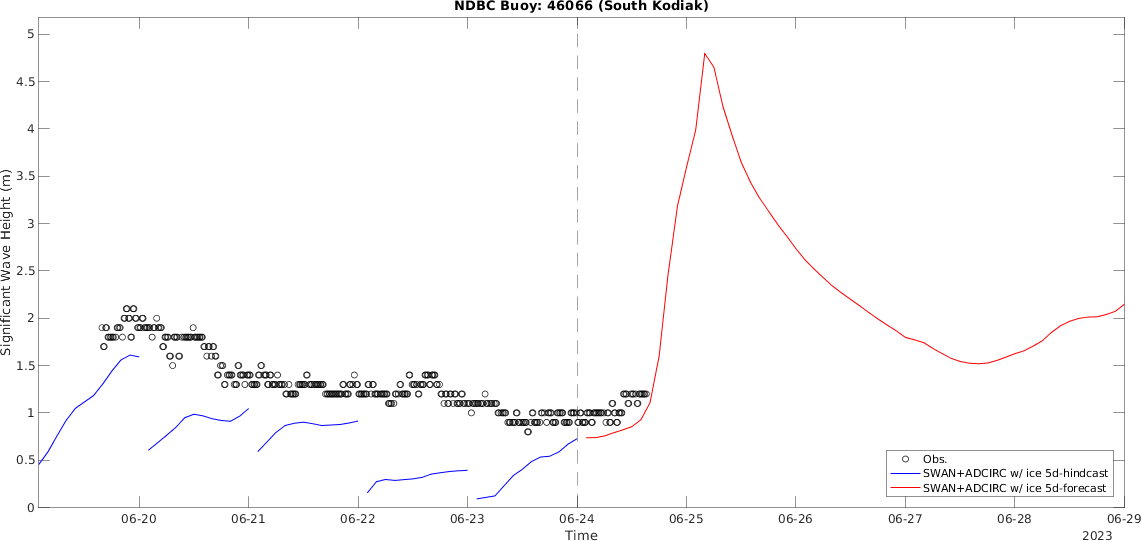 NDBC Buoy: 46066 (South Kodiak)
5
4.5
4
3.5
3
2.5
2
1.5
1
0.5
0
Significant Wave Height (m)
Obs.
SWAN+ADCIRC w/ ice 5d-hindcast
SWAN+ADCIRC w/ ice 5d-forecast
06-20 06-21 06-22 06-23 06-24 06-25 06-26 06-27 06-28 06-29
Time
2023